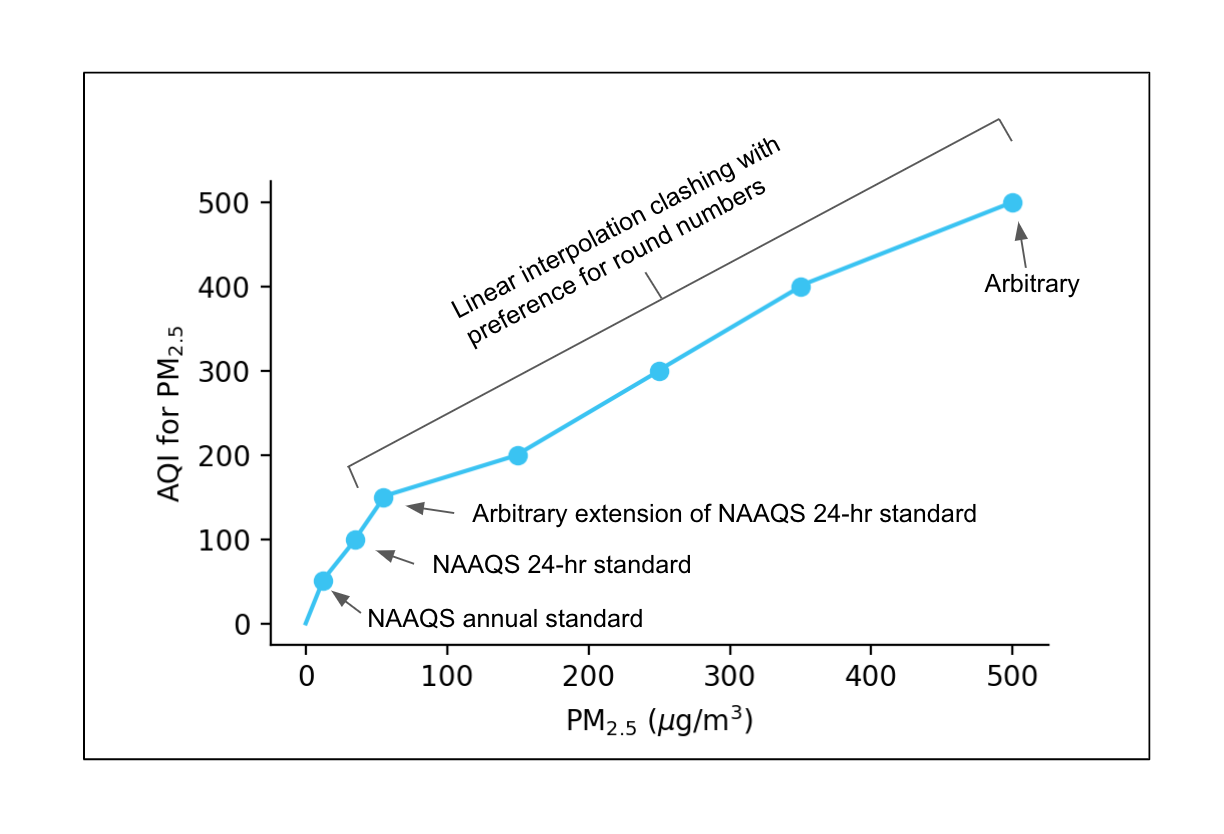 Linear interpolation clashing with
preference for round numbers
500
400
300
200
100
0
AQI for PM₂.₅
Arbitrary
Arbitrary extension of NAAQS 24-hr standard
NAAQS 24-hr standard
NAAQS annual standard
0 100 200 300 400 500
PM₂.₅ (μg/m³)